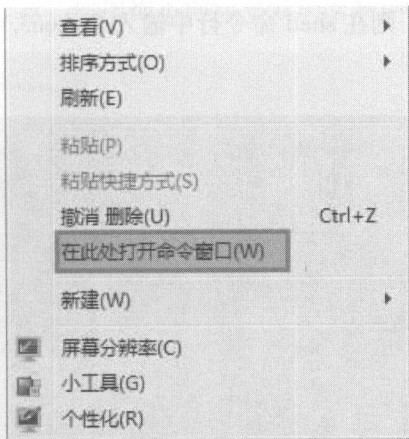 查看(V)
排序方式(O)
刷新(E)
粘贴(P)
粘贴快捷方式(S)
撤消 删除(U) Ctrl+Z
在此处打开命令窗口(W)
新建(W)
屏幕分辨率(C)
小工具(G)
个性化(R)